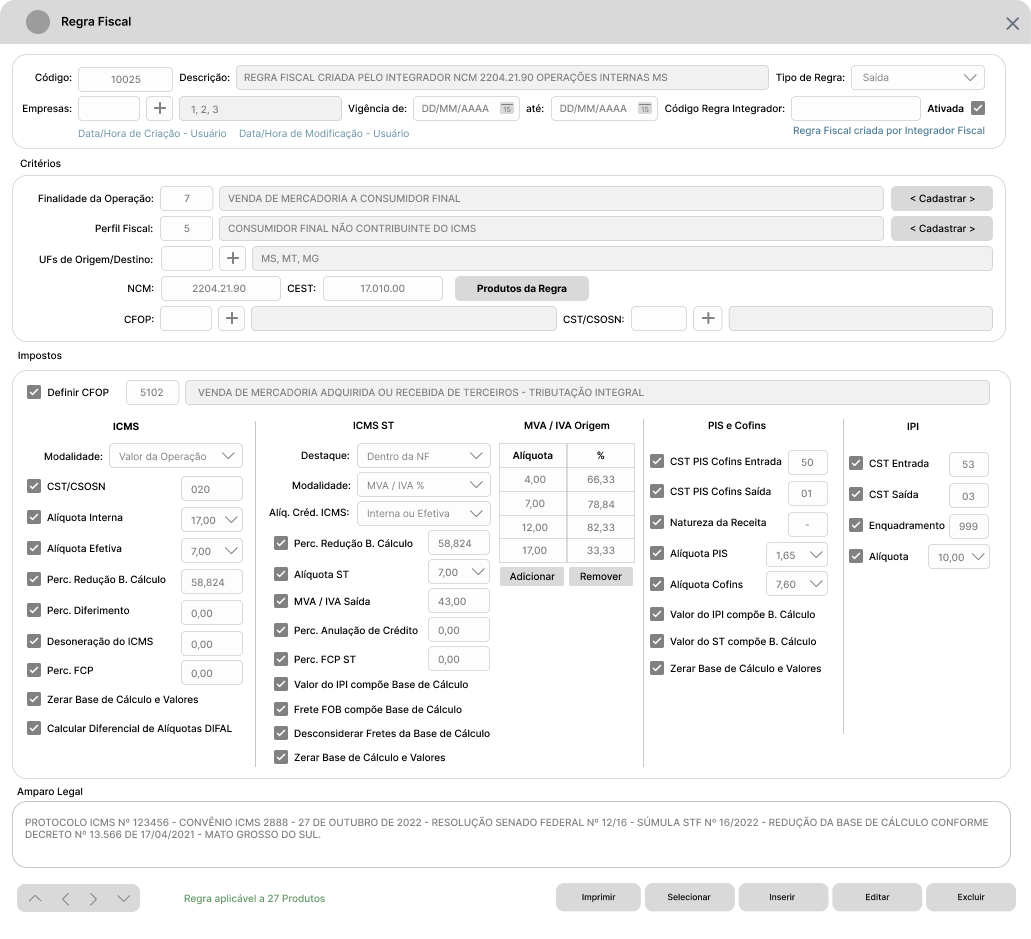 Regra Fiscal
Código: 10025 Descrição: REGRA FISCAL CRIADA PELO INTEGRADOR NCM 2204.21.90 OPERAÇÕES INTERNAS MS Tipo de Regra: Saída
Empresas: 1, 2, 3 Vigência de: DD/MM/AAAA 15 até: DD/MM/AAAA 15 Código Regra Integrador: Ativada
Data/Hora de Criação - Usuário Data/Hora de Modificação - Usuário Regra Fiscal criada por Integrador Fiscal
Critérios
Finalidade da Operação: 7 VENDA DE MERCADORIA A CONSUMIDOR FINAL < Cadastrar >
Perfil Fiscal: 5 CONSUMIDOR FINAL NÃO CONTRIBUINTE DO ICMS < Cadastrar >
UFs de Origem/Destino: MS, MT, MG
NCM: 2204.21.90 CEST: 17.010.00 Produtos da Regra
CFOP: CST/CSOSN:
Impostos
Definir CFOP 5102 VENDA DE MERCADORIA ADQUIRIDA OU RECEBIDA DE TERCEIROS - TRIBUTAÇÃO INTEGRAL
ICMS
Modalidade: Valor da Operação
CST/CSOSN 020
Alíquota Interna 17,00
Alíquota Efetiva 7,00
Perc. Redução B. Cálculo 58,824
Perc. Diferimento 0,00
Desoneração do ICMS 0,00
Perc. FCP 0,00
Zerar Base de Cálculo e Valores
Calcular Diferencial de Alíquotas DIFAL
ICMS ST
Destaque: Dentro da NF
Modalidade: MVA / IVA %
Alíq. Créd. ICMS: Interna ou Efetiva
Perc. Redução B. Cálculo 58,824
Alíquota ST 7,00
MVA / IVA Saída 43,00
Perc. Anulação de Crédito 0,00
Perc. FCP ST 0,00
Valor do IPI compõe Base de Cálculo
Frete FOB compõe Base de Cálculo
Desconsiderar Fretes da Base de Cálculo
Zerar Base de Cálculo e Valores
MVA / IVA Origem
Alíquota %
4,00 66,33
7,00 78,84
12,00 82,33
17,00 33,33
Adicionar Remover
PIS e Cofins
CST PIS Cofins Entrada 50
CST PIS Cofins Saída 01
Natureza da Receita -
Alíquota PIS 1,65
Alíquota Cofins 7,60
Valor do IPI compõe B. Cálculo
Valor do ST compõe B. Cálculo
Zerar Base de Cálculo e Valores
IPI
CST Entrada 53
CST Saída 03
Enquadramento 999
Alíquota 10,00
Amparo Legal
PROTOCOLO ICMS Nº 123456 - CONVÊNIO ICMS 2888 - 27 DE OUTUBRO DE 2022 - RESOLUÇÃO SENADO FEDERAL Nº 12/16 - SÚMULA STF Nº 16/2022 - REDUÇÃO DA BASE DE CÁLCULO CONFORME
DECRETO Nº 13.566 DE 17/04/2021 - MATO GROSSO DO SUL.
Regra aplicável a 27 Produtos Imprimir Selecionar Inserir Editar Excluir